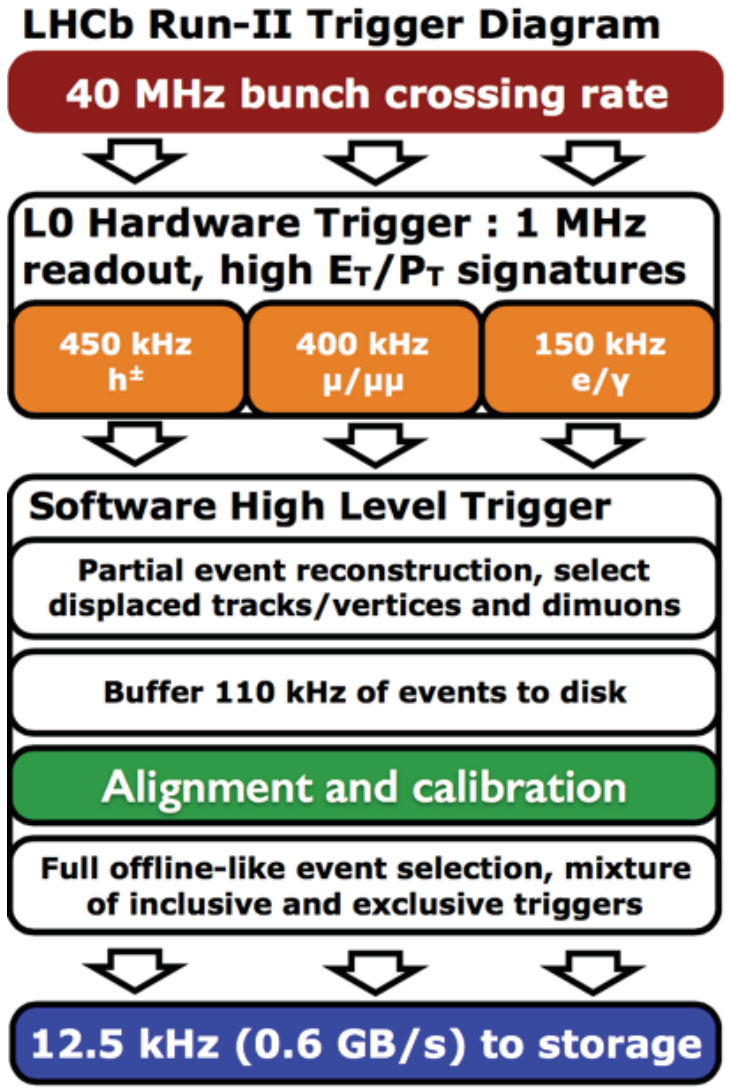 LHCb Run-II Trigger Diagram
40 MHz bunch crossing rate
L0 Hardware Trigger : 1 MHz
readout, high Eᴛ/Pᴛ signatures
450 kHz
h±
400 kHz
μ/μμ
150 kHz
e/γ
Software High Level Trigger
Partial event reconstruction, select
displaced tracks/vertices and dimuons
Buffer 110 kHz of events to disk
Alignment and calibration
Full offline-like event selection, mixture
of inclusive and exclusive triggers
12.5 kHz (0.6 GB/s) to storage